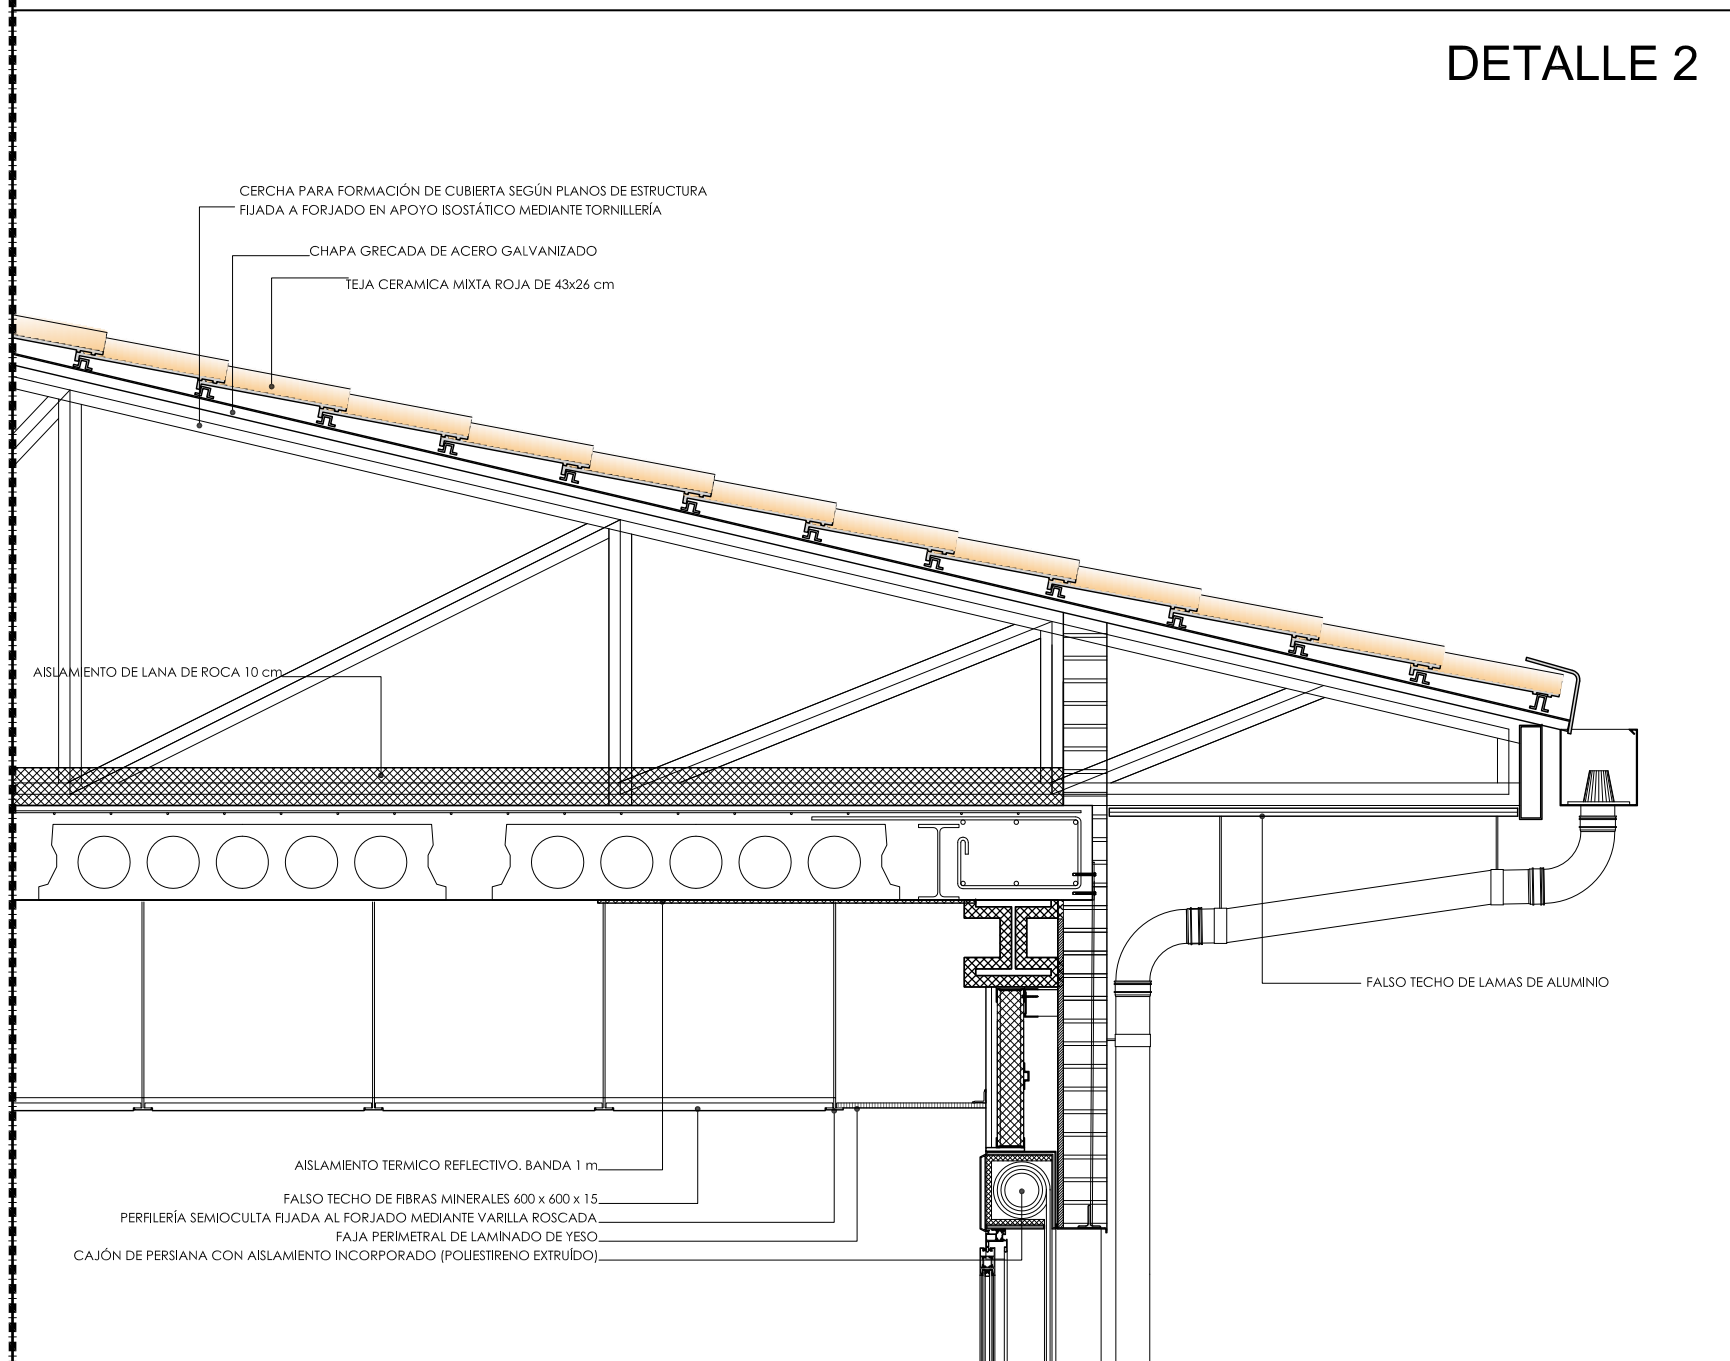 DETALLE 2
CERCHA PARA FORMACIÓN DE CUBIERTA SEGÚN PLANOS DE ESTRUCTURA
FIJADA A FORJADO EN APOYO ISOSTÁTICO MEDIANTE TORNILLERÍA
CHAPA GRECADA DE ACERO GALVANIZADO
TEJA CERAMICA MIXTA ROJA DE 43x26 cm
AISLAMIENTO DE LANA DE ROCA 10 cm
FALSO TECHO DE LAMAS DE ALUMINIO
AISLAMIENTO TERMICO REFLECTIVO. BANDA 1 m
FALSO TECHO DE FIBRAS MINERALES 600 x 600 x 15
PERFILERÍA SEMIOCULTA FIJADA AL FORJADO MEDIANTE VARILLA ROSCADA
FAJA PERIMETRAL DE LAMINADO DE YESO
CAJÓN DE PERSIANA CON AISLAMIENTO INCORPORADO (POLIESTIRENO EXTRUÍDO)